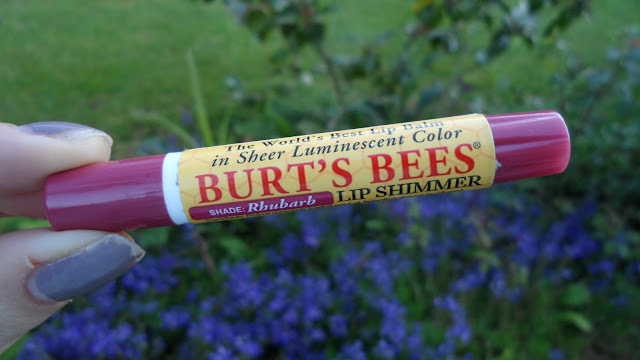 The World's Best Lip Balm
in Sheer Luminescent Color
BURT'S BEES®
SHADE: Rhubarb LIP SHIMMER